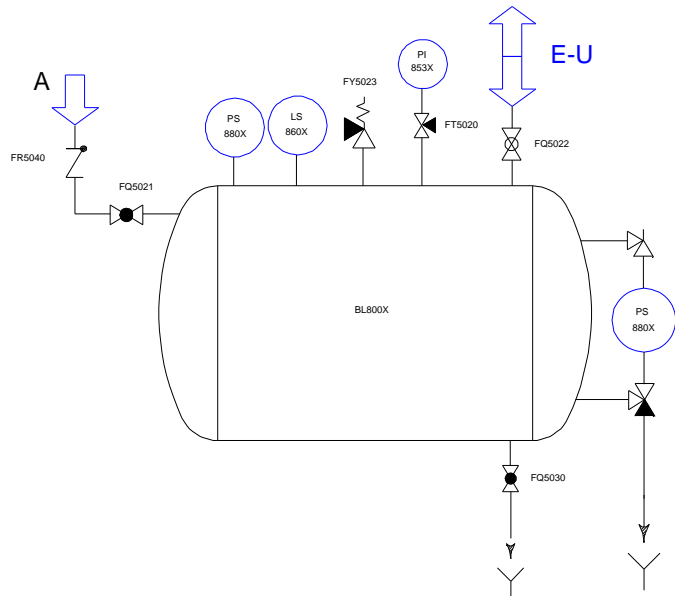 A
E-U
PI
853X
FY5023
PS
880X
LS
860X
FT5020
FQ5022
FR5040
FQ5021
BL800X
PS
880X
FQ5030